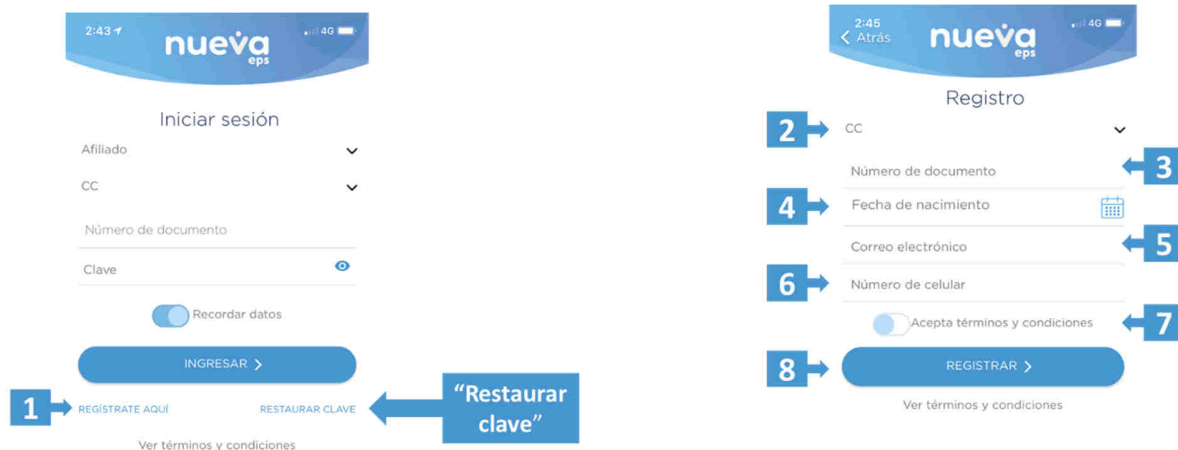 2:43
4G
nueva
eps
Iniciar sesión
Afiliado
CC
Número de documento
Clave
Recordar datos
INGRESAR >
1
REGÍSTRATE AQUÍ
RESTAURAR CLAVE
"Restaurar
clave"
Ver términos y condiciones
2:45
4G
< Atrás
nueva
eps
Registro
2
CC
Número de documento
3
4
Fecha de nacimiento
Correo electrónico
5
6
Número de celular
Acepta términos y condiciones
7
8
REGISTRAR >
Ver términos y condiciones